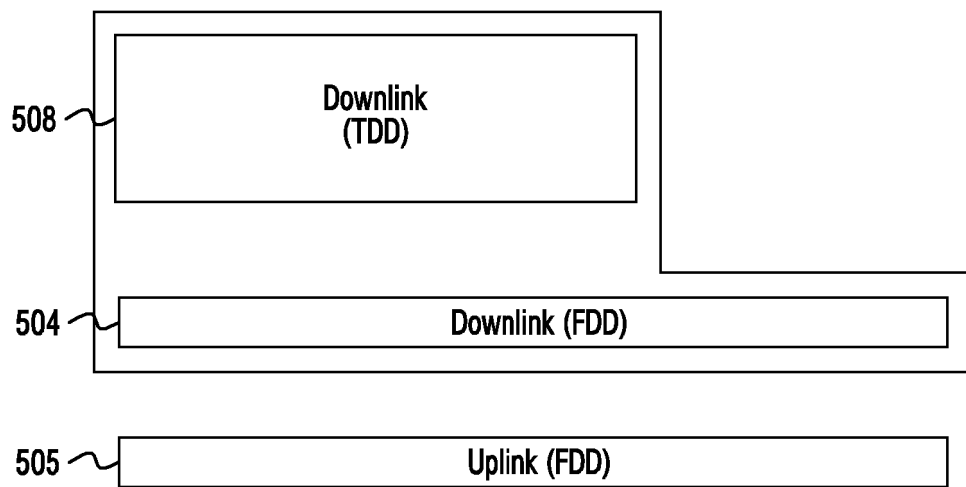 508
Downlink
(TDD)
504
Downlink (FDD)
505
Uplink (FDD)